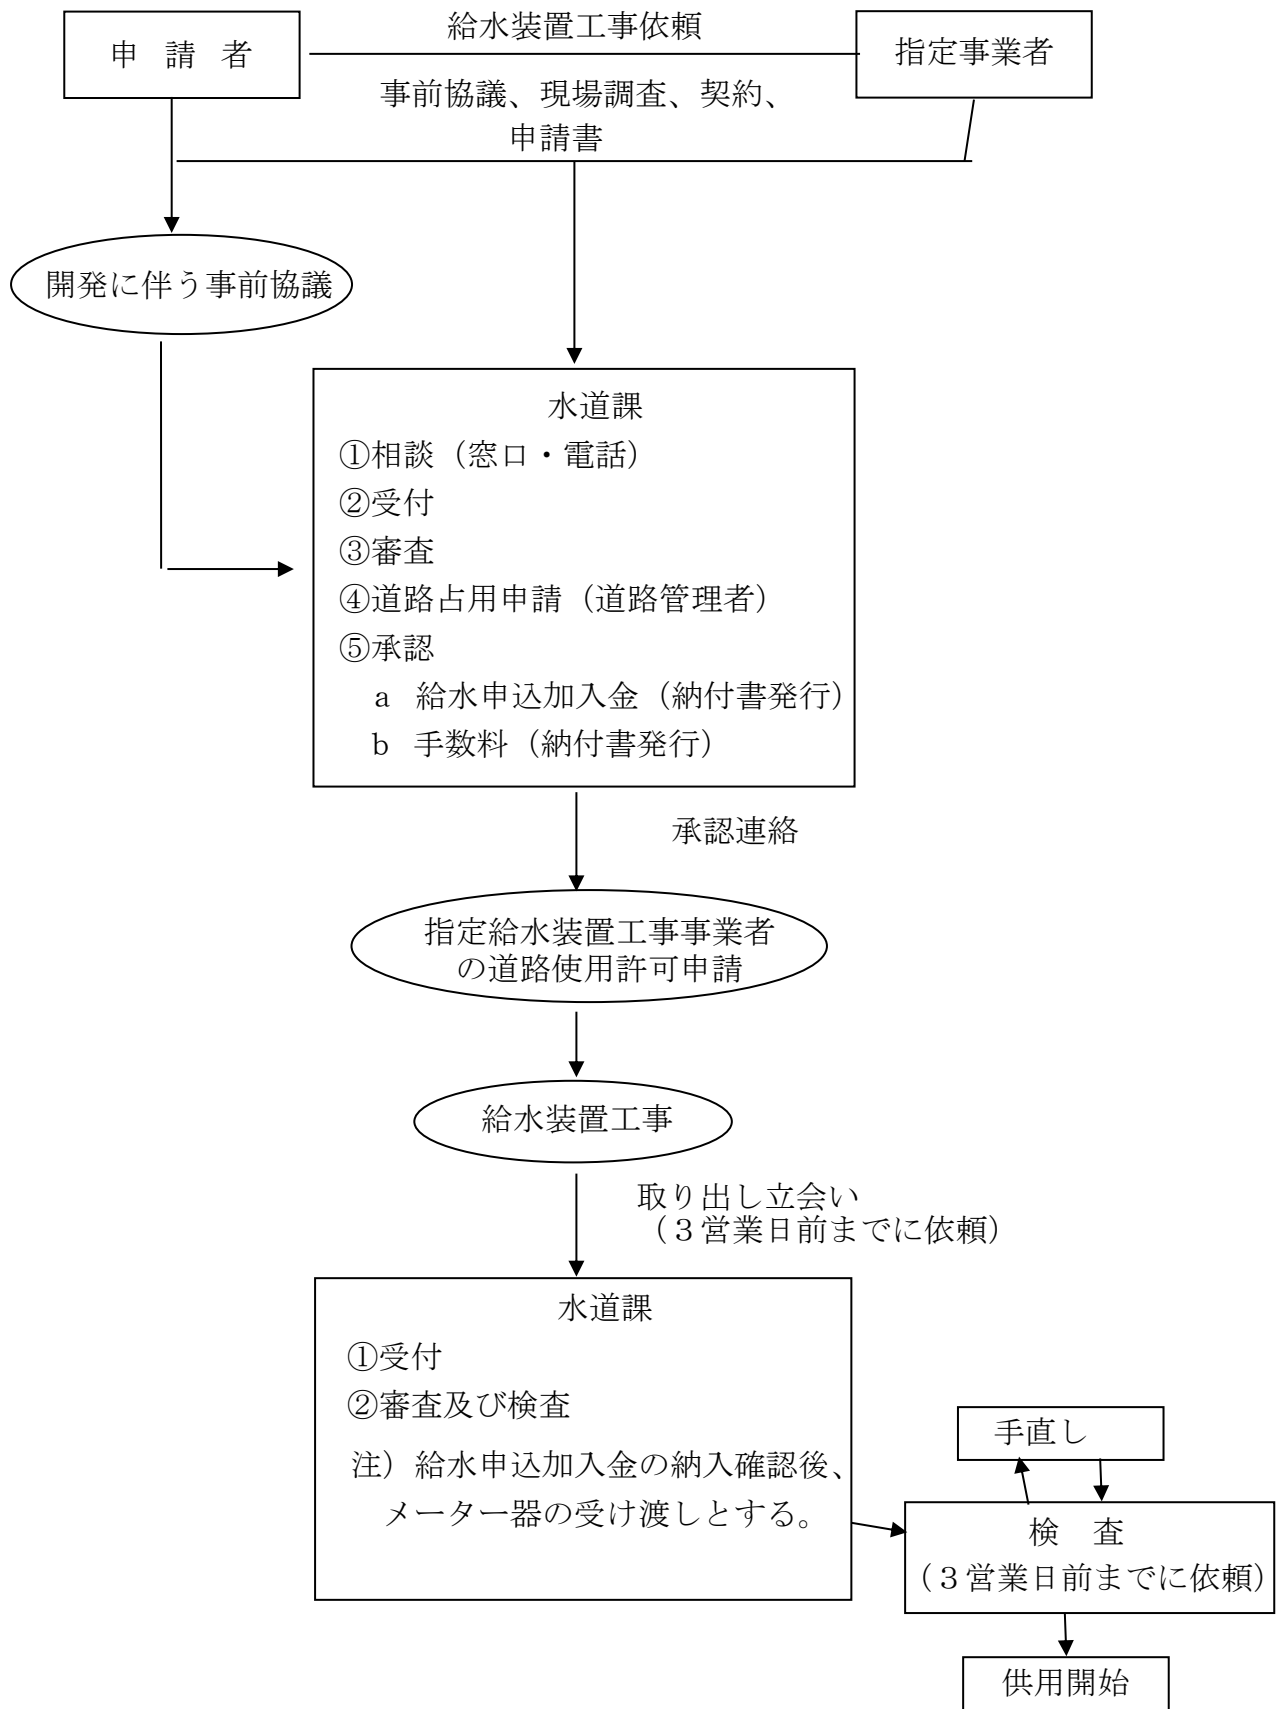 給水装置工事依頼
申 請 者
指定事業者
事前協議、現場調査、契約、
申請書
開発に伴う事前協議
水道課
①相談（窓口・電話）
②受付
③審査
④道路占用申請（道路管理者）
⑤承認
a 給水申込加入金（納付書発行）
b 手数料（納付書発行）
承認連絡
指定給水装置工事事業者
の道路使用許可申請
給水装置工事
取り出し立会い
（３営業日前までに依頼）
水道課
①受付
②審査及び検査
注）給水申込加入金の納入確認後、
メーター器の受け渡しとする。
手直し
検 査
（３営業日前までに依頼）
供用開始